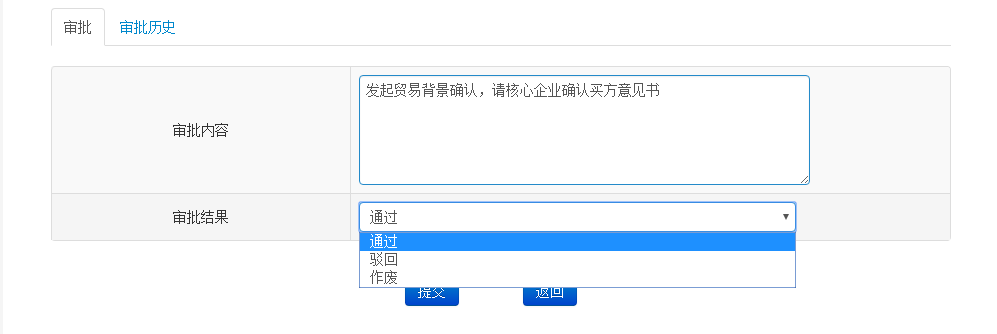 审批 审批历史
审批内容
发起贸易背景确认，请核心企业确认买方意见书
审批结果
通过
通过
驳回
作废
提交 返回